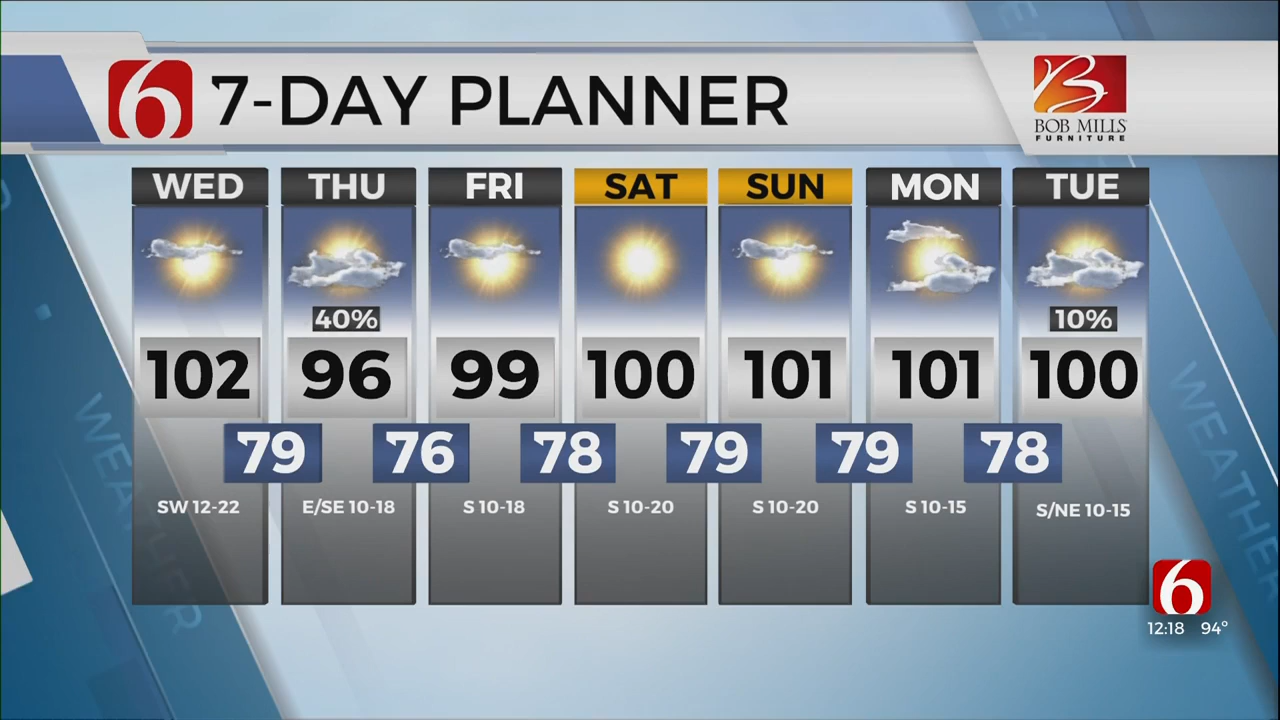 6 7-DAY PLANNER
BOB MILLS
FURNITURE
WED THU FRI SAT SUN MON TUE
40% 10%
102 96 99 100 101 101 100
79 76 78 79 79 78
SW 12-22 E/SE 10-18 S 10-18 S 10-20 S 10-20 S 10-15 S/NE 10-15
6
12:18 94°
WEATHER
WEATHER